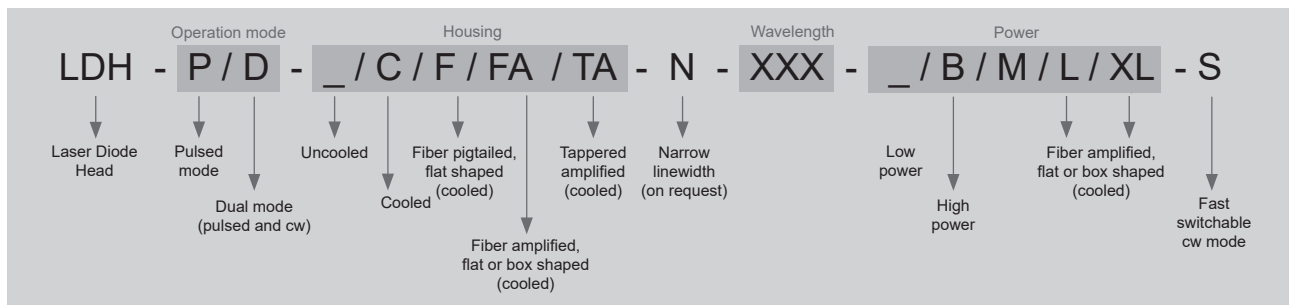 Operation mode
Housing
Wavelength
Power
LDH - P / D - _ / C / F / FA / TA - N - XXX - _ / B / M / L / XL - S
Laser Diode
Head
Pulsed
mode
Dual mode
(pulsed and cw)
Uncooled
Cooled
Fiber pigtailed,
flat shaped
(cooled)
Fiber amplified,
flat or box shaped
(cooled)
Tappered
amplified
(cooled)
Narrow
linewidth
(on request)
Low
power
High
power
Fiber amplified,
flat or box shaped
(cooled)
Fast
switchable
cw mode